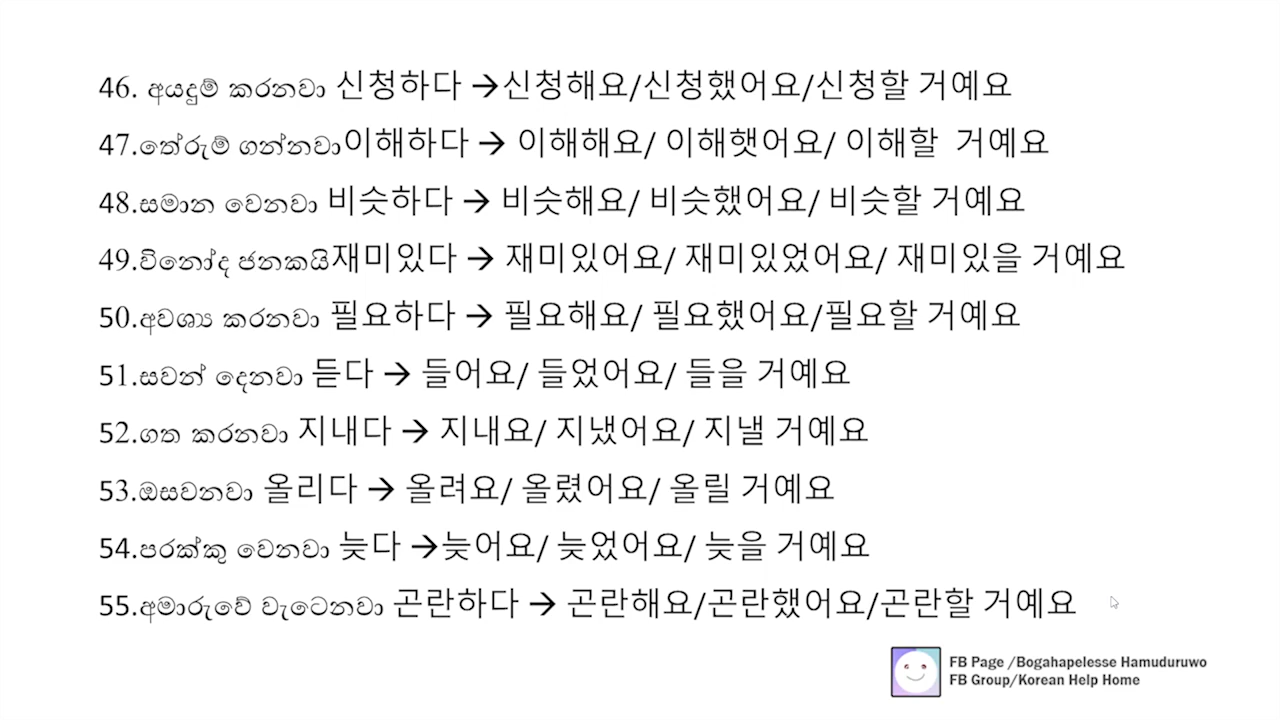 46. අයදුම් කරනවා 신청하다 →신청해요/신청했어요/신청할 거예요
47.තේරුම් ගන්නවා이해하다 → 이해해요/ 이해햇어요/ 이해할 거예요
48.සමාන වෙනවා 비슷하다 → 비슷해요/ 비슷했어요/ 비슷할 거예요
49.විනෝද ජනකයි재미있다 → 재미있어요/ 재미있었어요/ 재미있을 거예요
50.අවශ්‍ය කරනවා 필요하다 → 필요해요/ 필요했어요/필요할 거예요
51.සවන් දෙනවා 듣다 → 들어요/ 들었어요/ 들을 거예요
52.ගත කරනවා 지내다 → 지내요/ 지냈어요/ 지낼 거예요
53.ඔසවනවා 올리다 → 올려요/ 올렸어요/ 올릴 거예요
54.පරක්කු වෙනවා 늦다 →늦어요/ 늦었어요/ 늦을 거예요
55.අමාරුවේ වැටෙනවා 곤란하다 → 곤란해요/곤란했어요/곤란할 거예요
FB Page /Bogahapelesse Hamuduruwo
FB Group/Korean Help Home